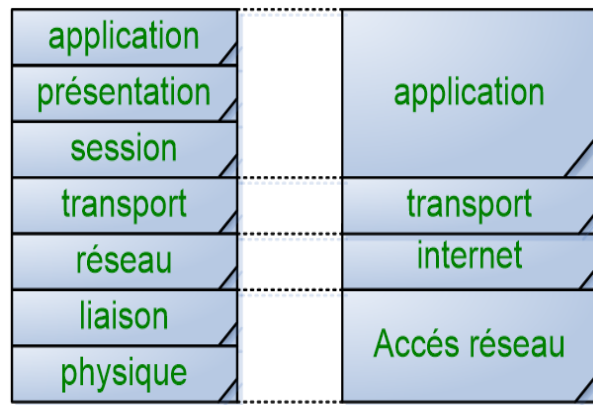 application
présentation
session
transport
réseau
liaison
physique
application
transport
internet
Accés réseau